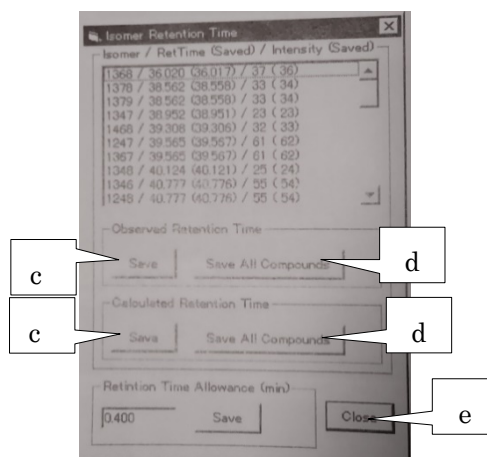 Isomer Retention Time
Isomer / RetTime (Saved) / Intensity (Saved)
1368 / 36.020 (36.017) / 37 ( 36)
1378 / 38.562 (38.558) / 33 ( 34)
1379 / 38.562 (38.558) / 33 ( 34)
1347 / 38.952 (38.951) / 23 ( 23)
1468 / 39.306 (39.306) / 32 ( 33)
1247 / 39.565 (39.567) / 61 ( 62)
1367 / 39.565 (39.567) / 61 ( 62)
1348 / 40.124 (40.121) / 25 ( 24)
1346 / 40.777 (40.776) / 55 ( 54)
1248 / 40.777 (40.776) / 55 ( 54)
Observed Retention Time
c
Save
Save All Compounds
d
Calculated Retention Time
c
Save
Save All Compounds
d
Retintion Time Allowance (min)
0.400
Save
Close
e